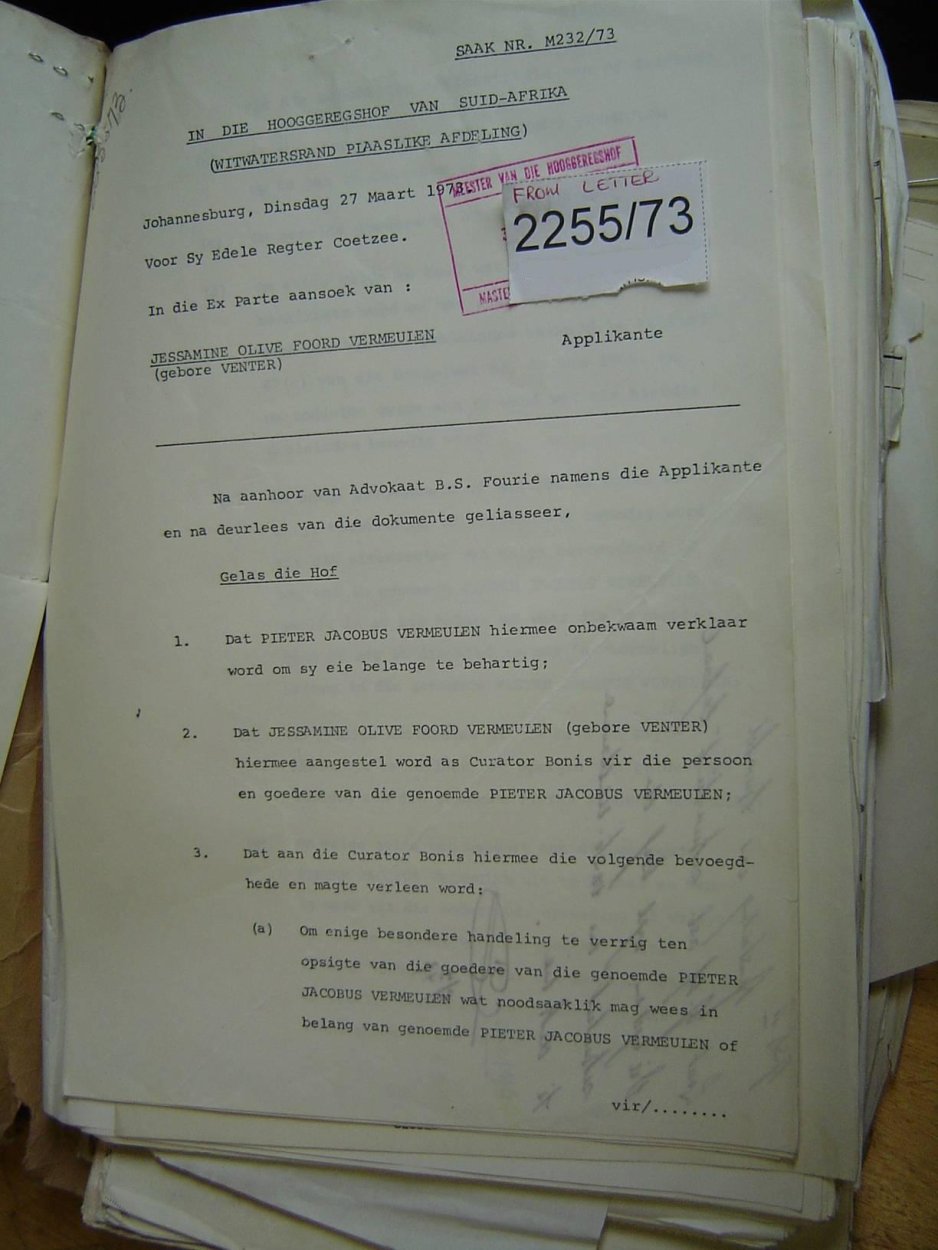 SAAK NR. M232/73
IN DIE HOOGGEREGSHOF VAN SUID-AFRIKA
(WITWATERSRAND PLAASLIKE AFDELING)
MEESTER VAN DIE HOOGGEREGSHOF
FROM LETTER
2255/73
Johannesburg, Dinsdag 27 Maart 1973.
Voor Sy Edele Regter Coetzee.
In die Ex Parte aansoek van :
JESSAMINE OLIVE FOORD VERMEULEN Applikante
(gebore VENTER)
Na aanhoor van Advokaat B.S. Fourie namens die Applikante
en na deurlees van die dokumente geliasseer,
Gelas die Hof
1. Dat PIETER JACOBUS VERMEULEN hiermee onbekwaam verklaar
word om sy eie belange te behartig;
2. Dat JESSAMINE OLIVE FOORD VERMEULEN (gebore VENTER)
hiermee aangestel word as Curator Bonis vir die persoon
en goedere van die genoemde PIETER JACOBUS VERMEULEN;
3. Dat aan die Curator Bonis hiermee die volgende bevoegd-
hede en magte verleen word:
(a) Om enige besondere handeling te verrig ten
opsigte van die goedere van die genoemde PIETER
JACOBUS VERMEULEN wat noodsaaklik mag wees in
belang van genoemde PIETER JACOBUS VERMEULEN of
vir/........